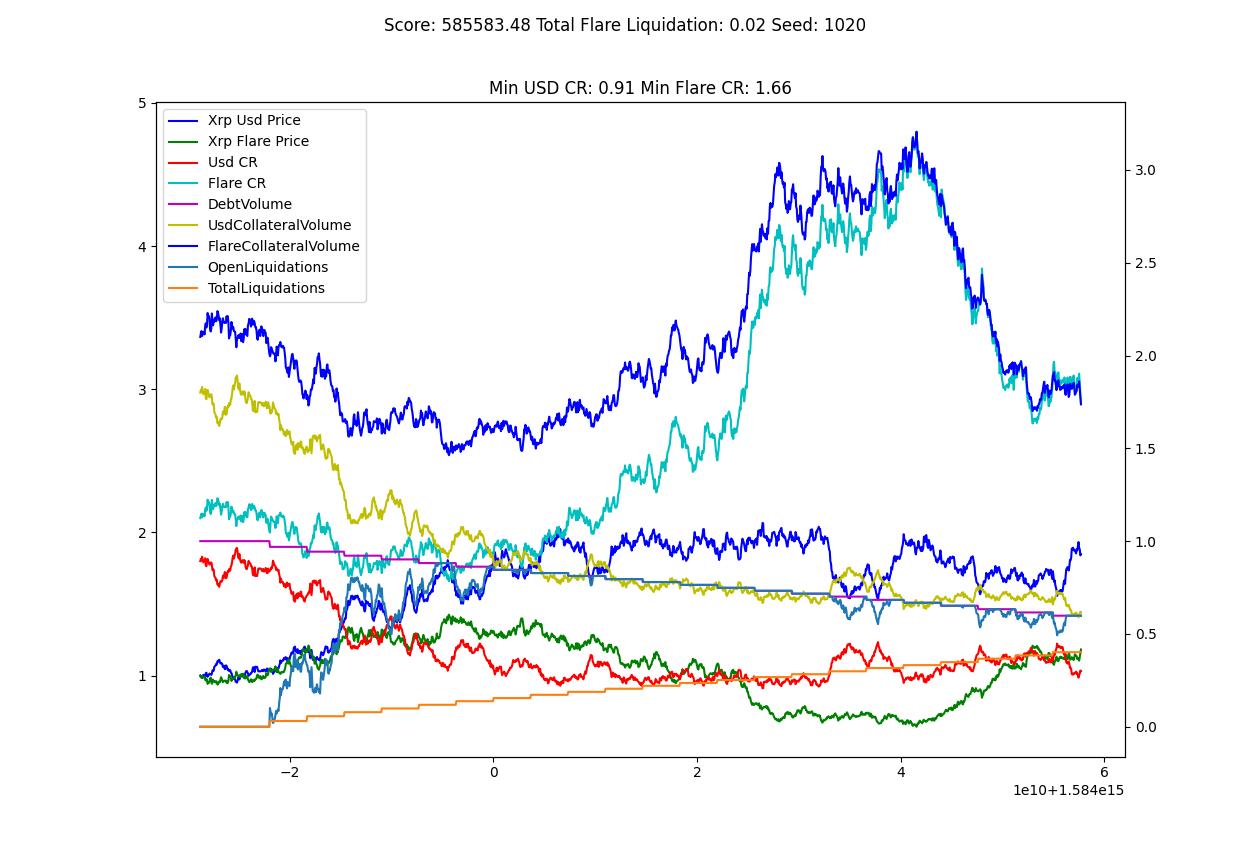 Score: 585583.48 Total Flare Liquidation: 0.02 Seed: 1020
Min USD CR: 0.91 Min Flare CR: 1.66
Xrp Usd Price
Xrp Flare Price
Usd CR
Flare CR
DebtVolume
UsdCollateralVolume
FlareCollateralVolume
OpenLiquidations
TotalLiquidations
5
4
3
2
1
3.0
2.5
2.0
1.5
1.0
0.5
0.0
−2 0 2 4 6
1e10+1.584e15